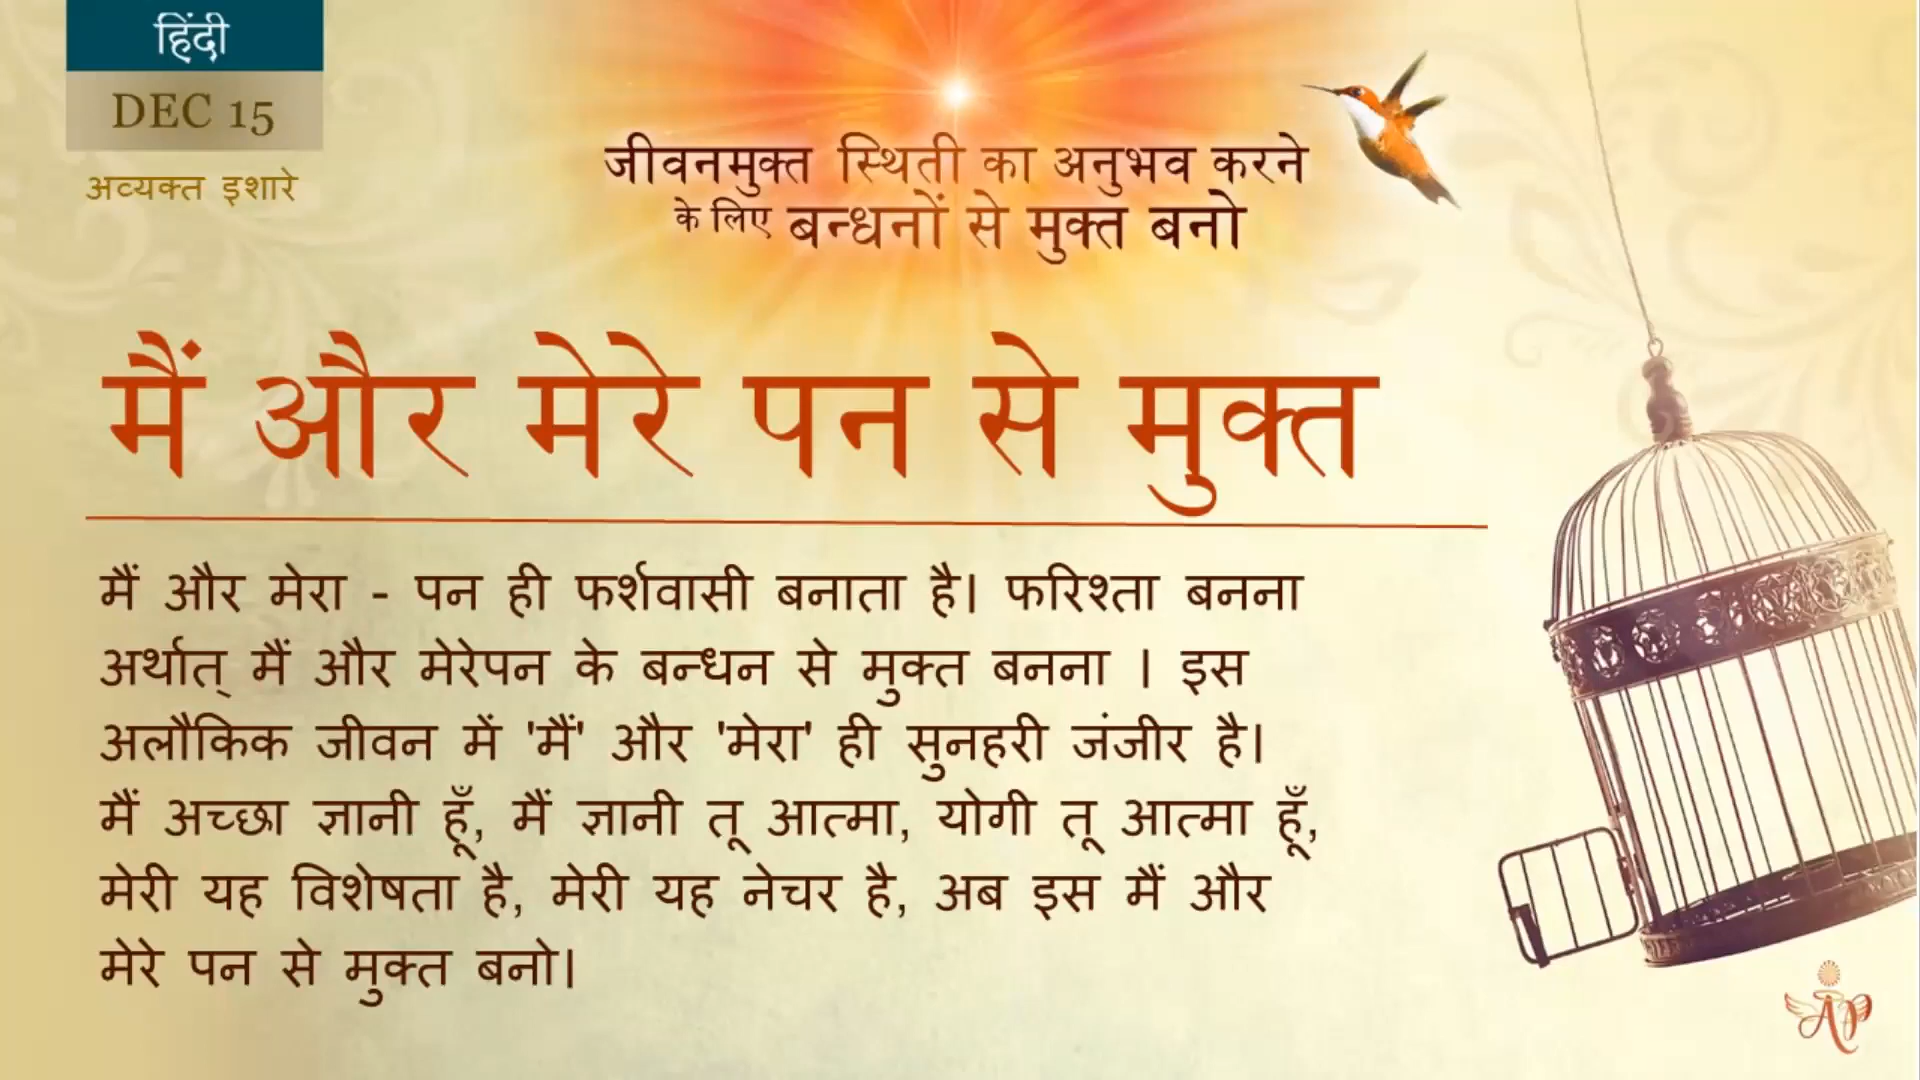 हिंदी
DEC 15
अव्यक्त इशारे
जीवनमुक्त स्थिती का अनुभव करने
के लिए बन्धनों से मुक्त बनो
मैं और मेरे पन से मुक्त
मैं और मेरा - पन ही फर्शवासी बनाता है। फरिश्ता बनना
अर्थात् मैं और मेरेपन के बन्धन से मुक्त बनना । इस
अलौकिक जीवन में 'मैं' और 'मेरा' ही सुनहरी जंजीर है।
मैं अच्छा ज्ञानी हूँ, मैं ज्ञानी तू आत्मा, योगी तू आत्मा हूँ,
मेरी यह विशेषता है, मेरी यह नेचर है, अब इस मैं और
मेरे पन से मुक्त बनो।
AP